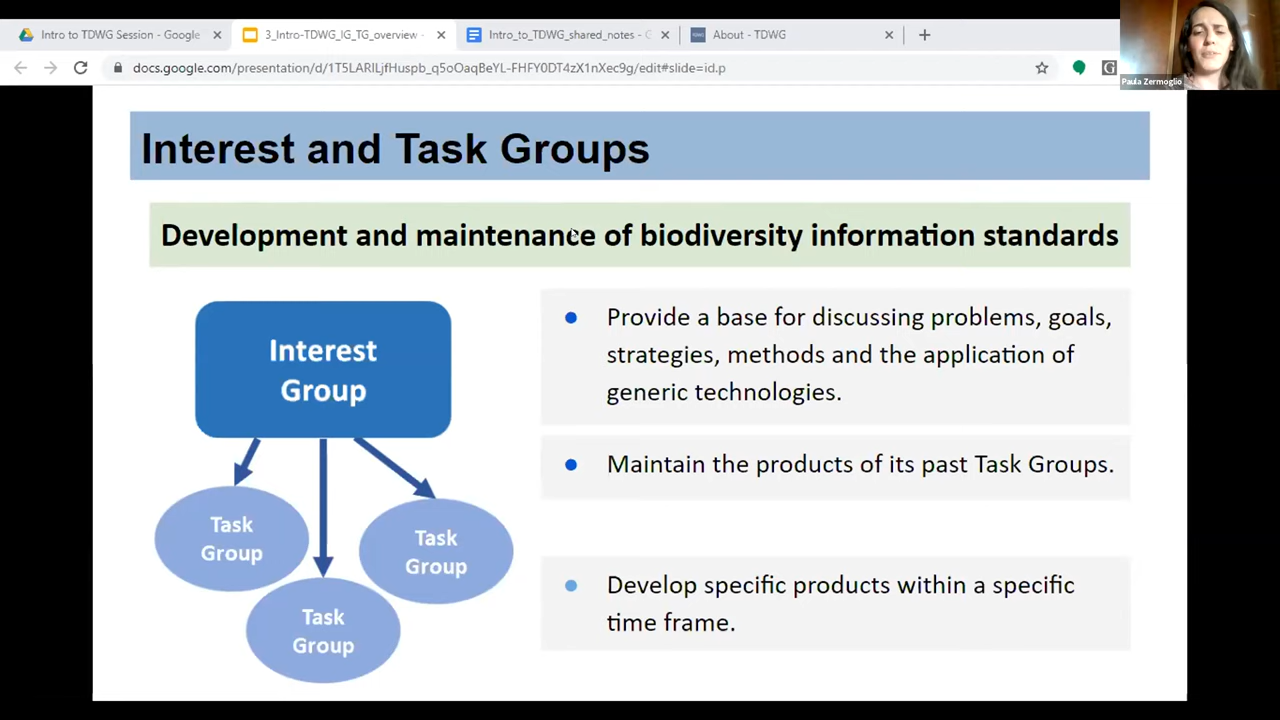 Intro to TDWG Session - Google
3_Intro-TDWG_IG_TG_overview -
Intro_to_TDWG_shared_notes - G
About - TDWG
docs.google.com/presentation/d/1T5LARlLjfHuspb_q5oOaqBeYL-FHFY0DT4zX1nXec9g/edit#slide=id.p
Paula Zermoglio
Interest and Task Groups
Development and maintenance of biodiversity information standards
Interest
Group
Task
Group
Task
Group
Task
Group
Provide a base for discussing problems, goals,
strategies, methods and the application of
generic technologies.
Maintain the products of its past Task Groups.
Develop specific products within a specific
time frame.